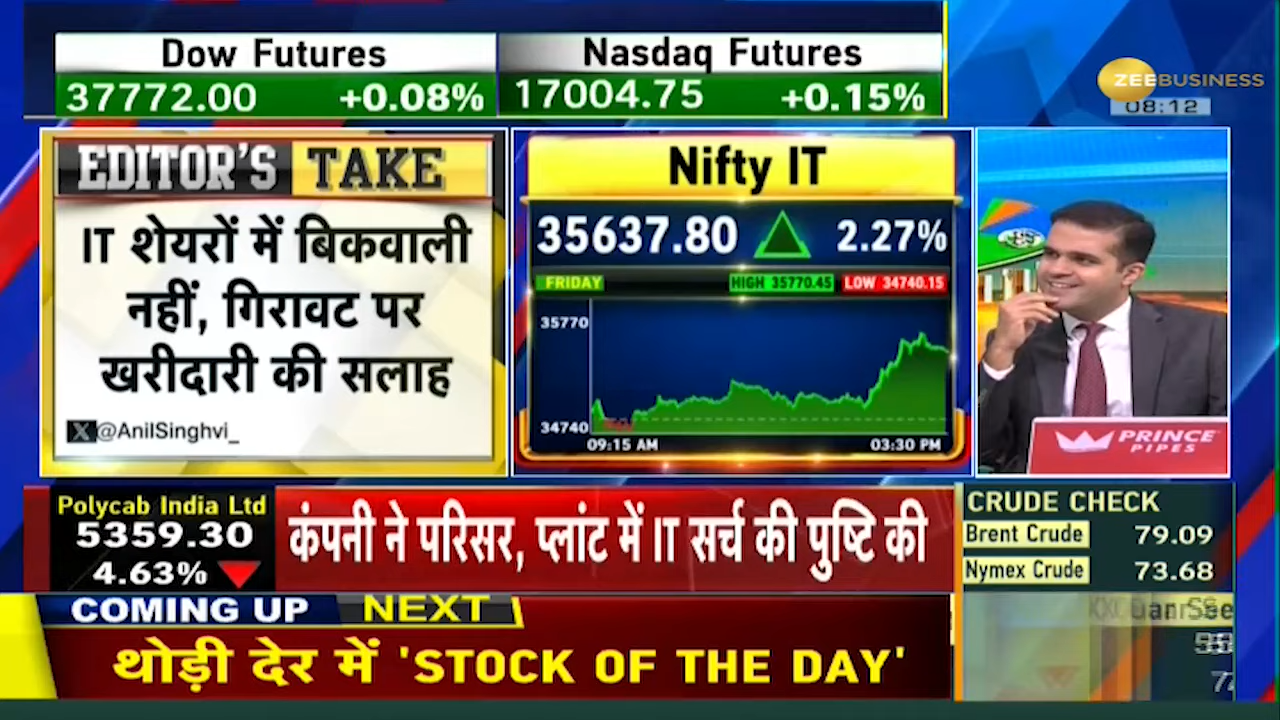 Dow Futures
37772.00 +0.08%
Nasdaq Futures
17004.75 +0.15%
ZEEBUSINESS
08:12
EDITOR'S TAKE
IT शेयरों में बिकवाली
नहीं, गिरावट पर
खरीदारी की सलाह
X@AnilSinghvi_
Nifty IT
35637.80 2.27%
FRIDAY HIGH 35770.45 LOW 34740.15
35770
34740
09:15 AM 03:30 PM
PRINCE
PIPES
Polycab India Ltd
5359.30
4.63%
कंपनी ने परिसर, प्लांट में IT सर्च की पुष्टि की
CRUDE CHECK
Brent Crude 79.09
Nymex Crude 73.68
COMING UP NEXT
थोड़ी देर में 'STOCK OF THE DAY'